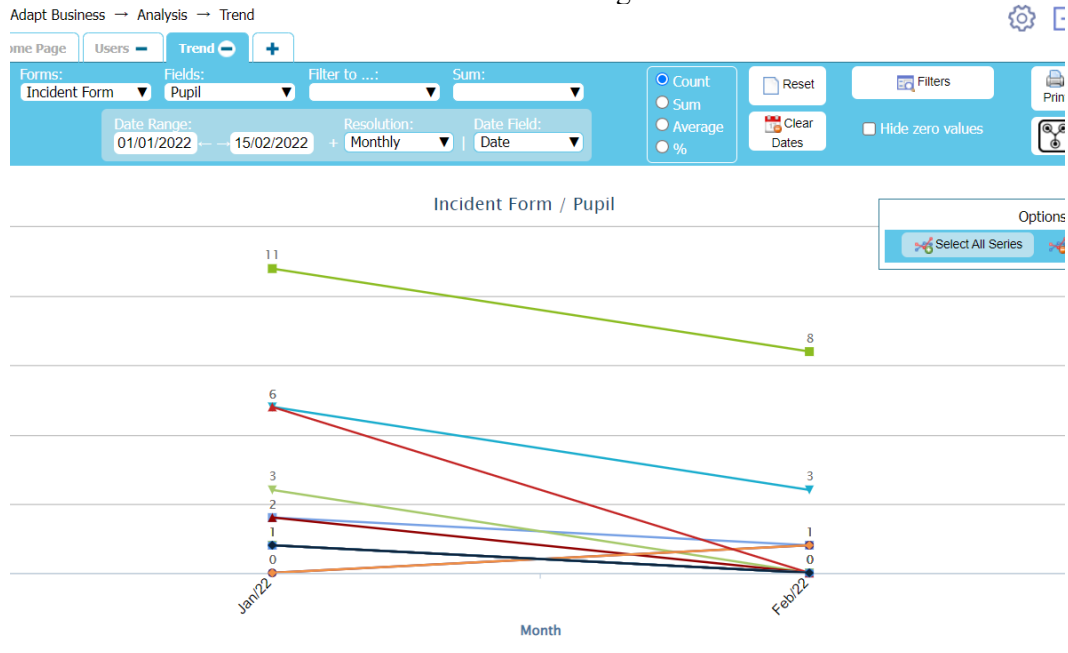 Adapt Business → Analysis → Trend
ome Page
Users
Trend
Forms:
Fields:
Filter to ...:
Sum:
Incident Form
Pupil
Date Range:
Resolution:
Date Field:
01/01/2022
15/02/2022
+
Monthly
|
Date
Count
Sum
Average
%
Reset
Clear
Dates
Filters
Hide zero values
Print
Incident Form / Pupil
Options
Select All Series
11
8
6
3
3
2
1
1
0
0
Jan/22
Feb/22
Month